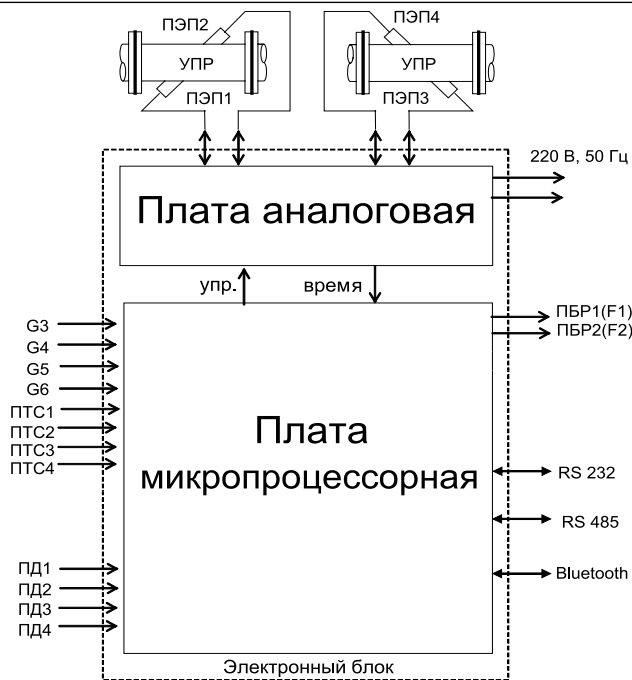 ПЭП2
ПЭП4
УПР
УПР
ПЭП1
ПЭП3
220 В, 50 Гц
Плата аналоговая
упр.
время
G3
G4
G5
G6
ПТС1
ПТС2
ПТС3
ПТС4
ПБР1(F1)
ПБР2(F2)
Плата
микропроцессорная
RS 232
RS 485
Bluetooth
ПД1
ПД2
ПД3
ПД4
Электронный блок